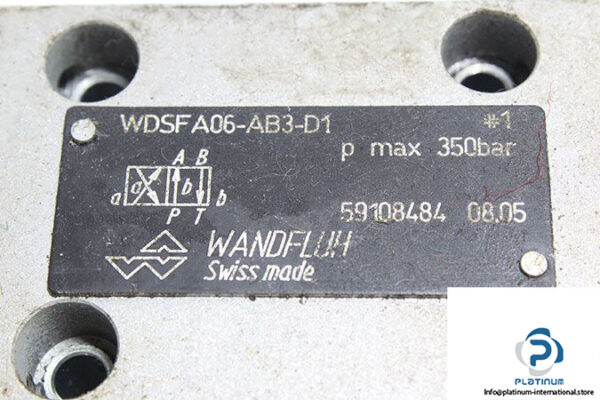 WDSFA06-AB3-D1 #1
p max 350bar
A B
a a b b
P T
59108484 08.05
WANDFLUH
Swiss made
P
PLATINUM
Info@platinum-international.store